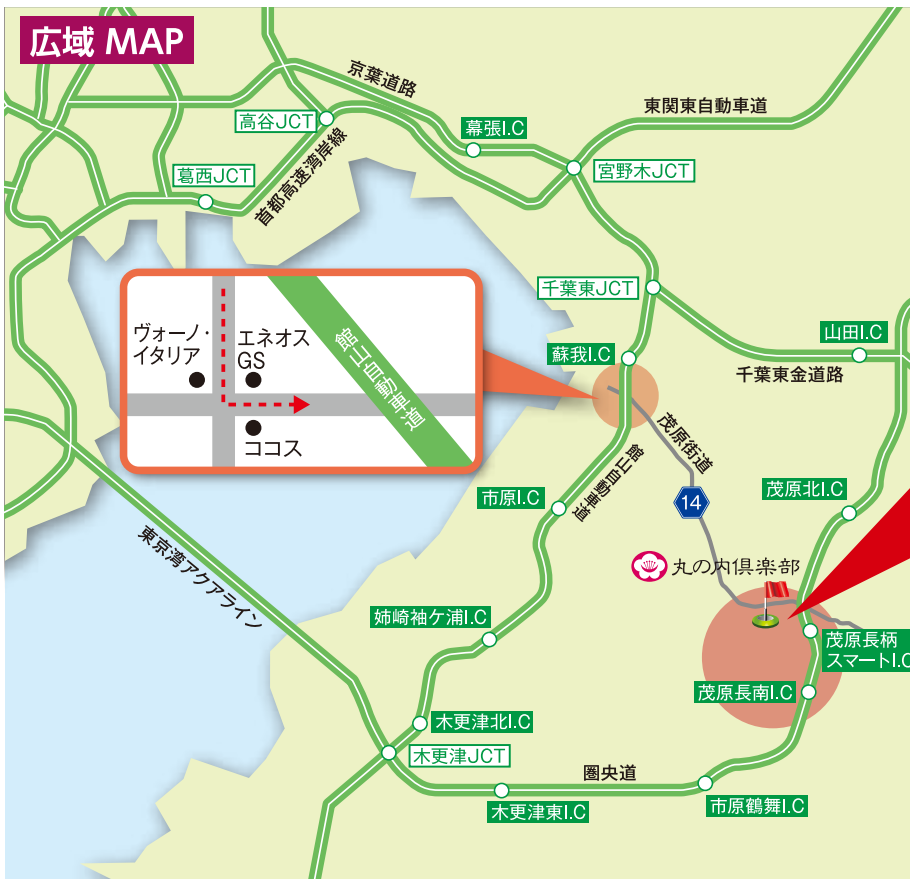 広域 MAP
京葉道路
東関東自動車道
高谷JCT
幕張I.C
宮野木JCT
葛西JCT
首都高速湾岸線
千葉東JCT
山田I.C
蘇我I.C
千葉東金道路
ヴォーノ・
イタリア
エネオス
GS
館山自動車道
ココス
茂原街道
館山自動車道
市原I.C
14
茂原北I.C
東京湾アクアライン
丸の内倶楽部
姉崎袖ケ浦I.C
茂原長柄
スマートI.C
茂原長南I.C
木更津北I.C
木更津JCT
圏央道
木更津東I.C
市原鶴舞I.C